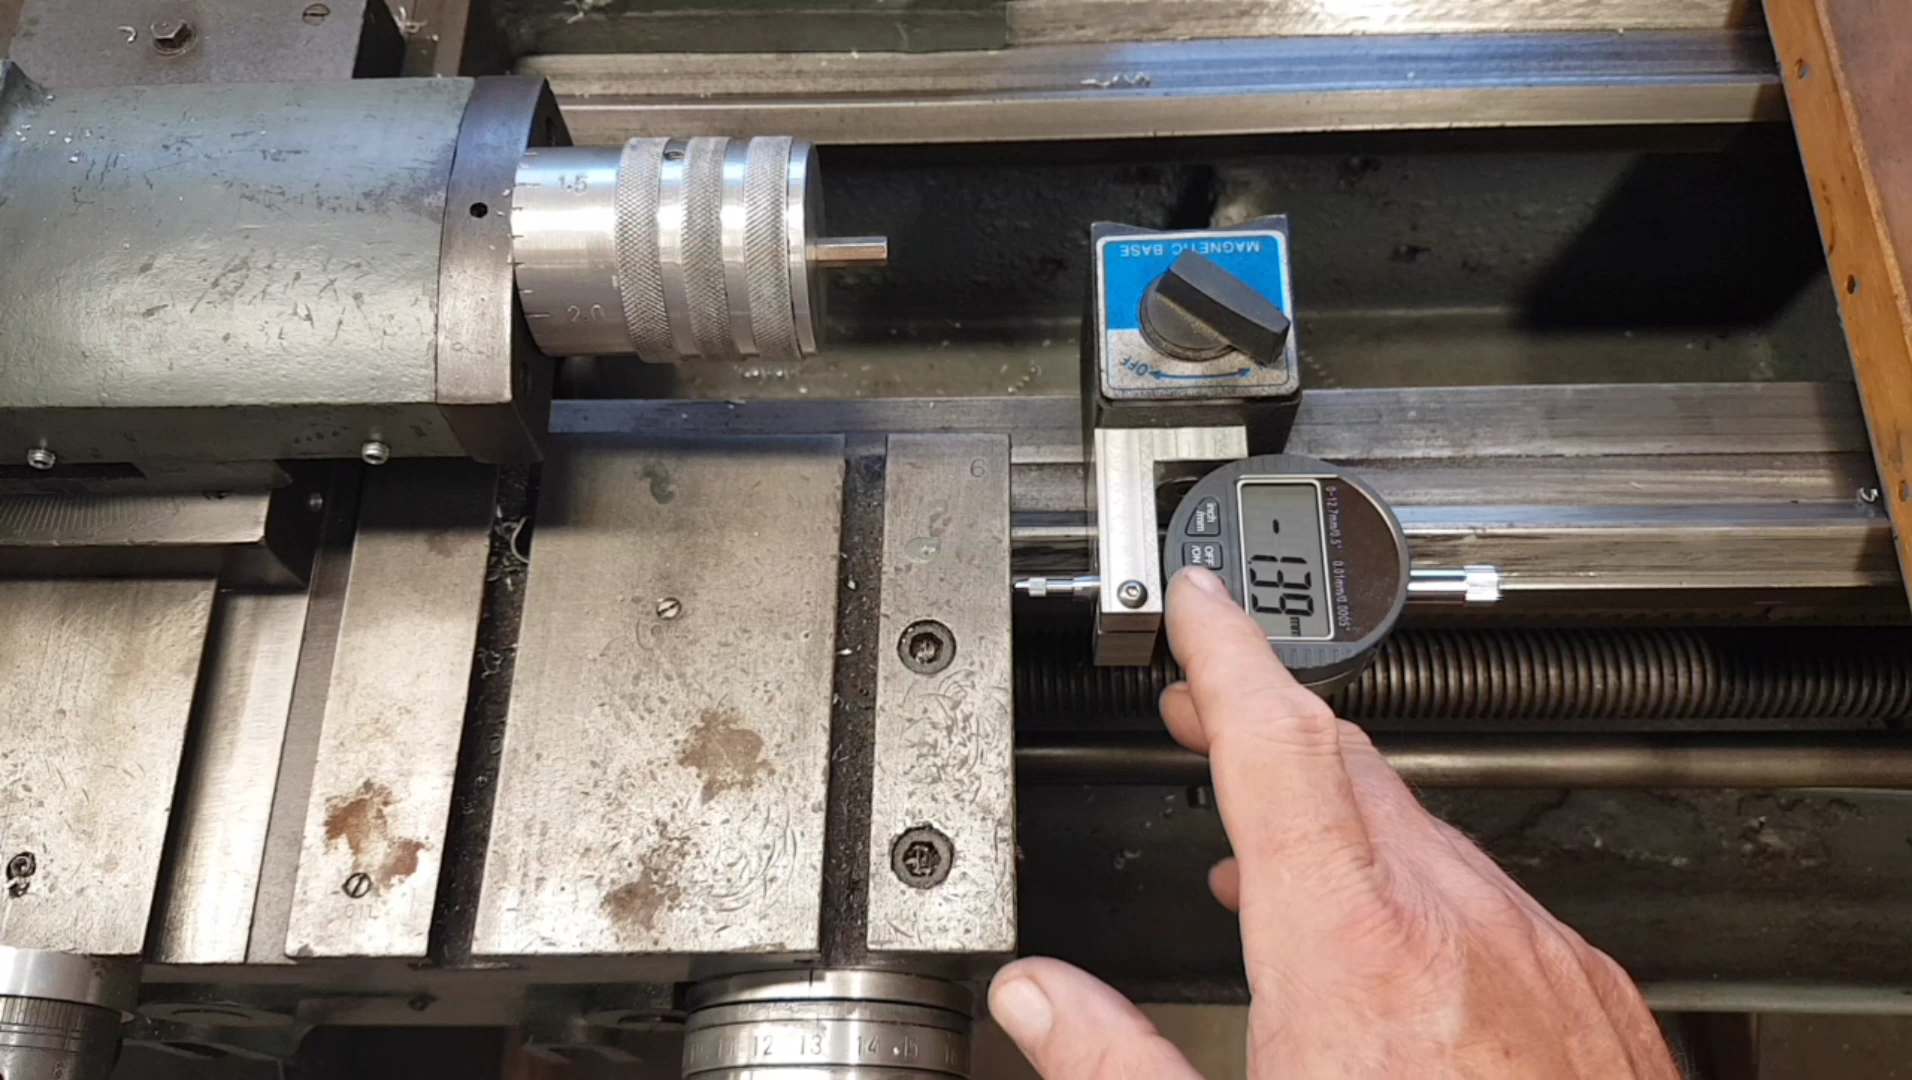 1.5
2.0
MAGNETIC BASE
OFF
6
inch
/mm
OFF
/ON
mm
0-12.7mm/0.5" 0.01mm/0.0005"
OIL
12 13 14 15